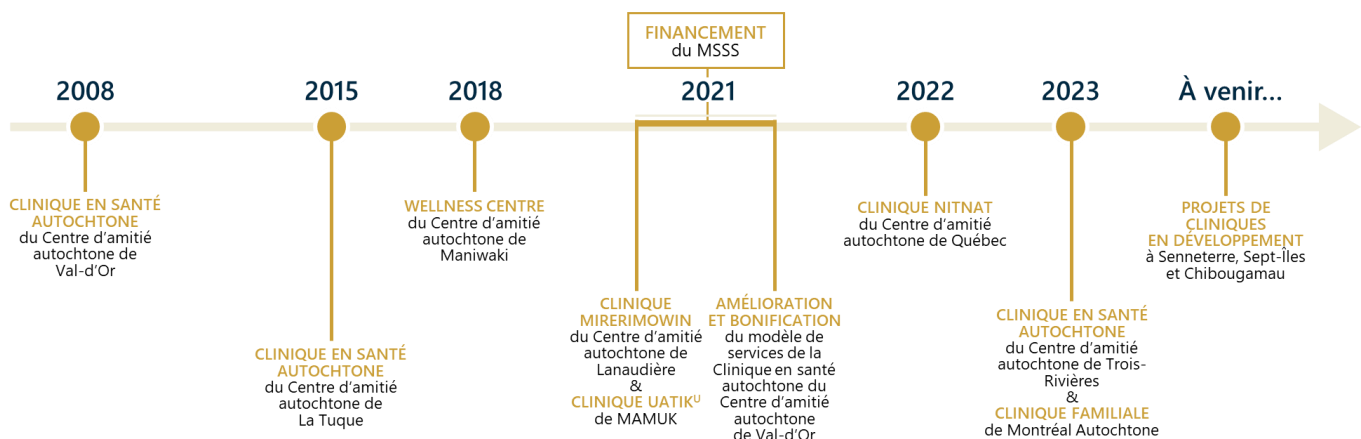 FINANCEMENT
du MSSS
2008
2015
2018
2021
2022
2023
À venir...
CLINIQUE EN SANTÉ
AUTOCHTONE
du Centre d'amitié
autochtone de
Val-d'Or
CLINIQUE EN SANTÉ
AUTOCHTONE
du Centre d'amitié
autochtone de
La Tuque
WELLNESS CENTRE
du Centre d'amitié
autochtone de
Maniwaki
CLINIQUE
MIRERIMOWIN
du Centre d'amitié
autochtone de
Lanaudière
&
CLINIQUE UATIKᵁ
de MAMUK
AMÉLIORATION
ET BONIFICATION
du modèle de
services de la
Clinique en santé
autochtone du
Centre d'amitié
autochtone
de Val-d'Or
CLINIQUE NITNAT
du Centre d'amitié
autochtone de Québec
CLINIQUE EN SANTÉ
AUTOCHTONE
du Centre d'amitié
autochtone de Trois-
Rivières
&
CLINIQUE FAMILIALE
de Montréal Autochtone
PROJETS DE
CLINIQUES
EN DÉVELOPPEMENT
à Senneterre, Sept-Îles
et Chibougamau